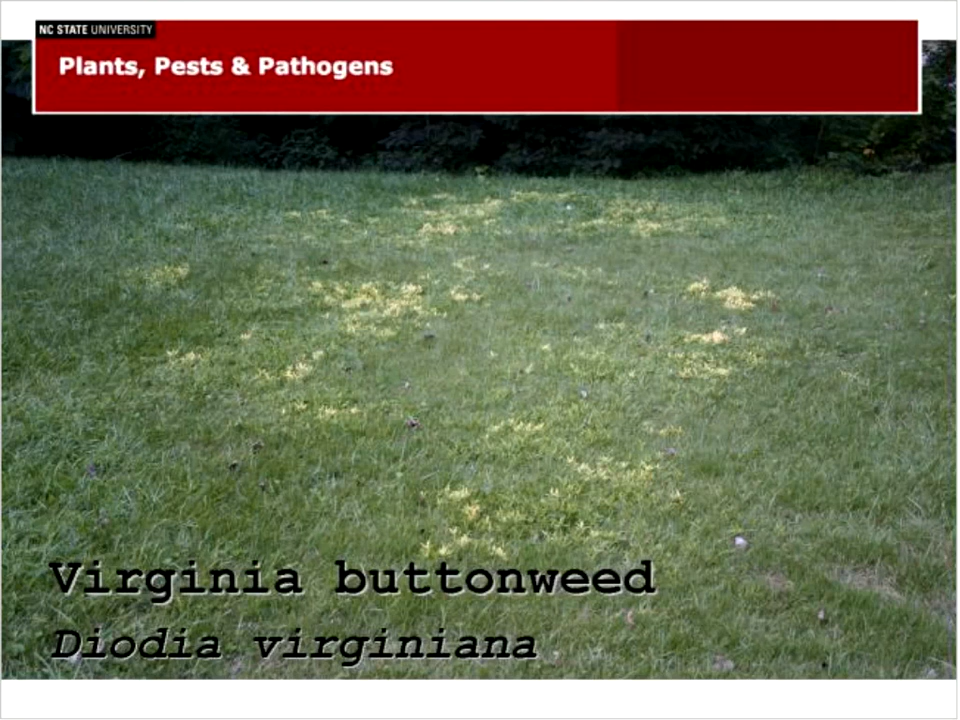 NC STATE UNIVERSITY
Plants, Pests & Pathogens
Virginia buttonweed
Diodia virginiana